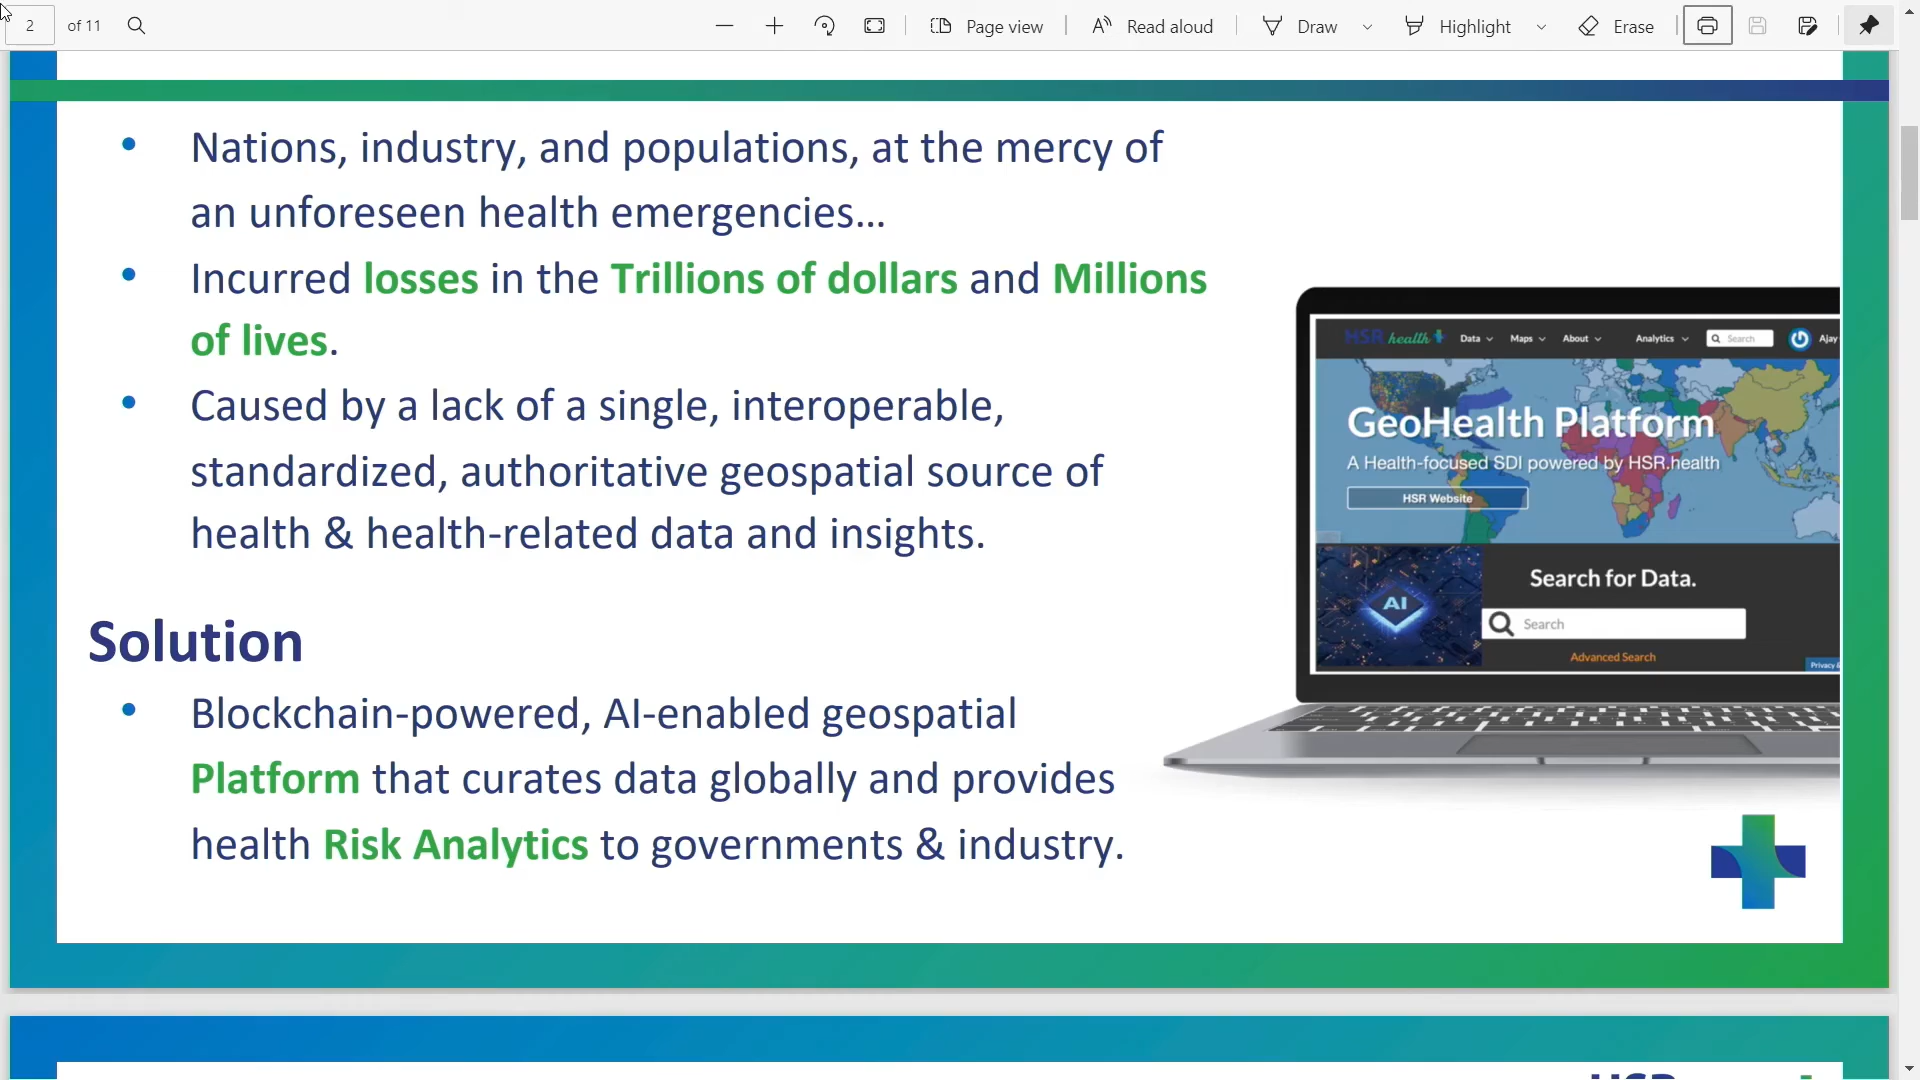 2 of 11 Page view Read aloud Draw Highlight Erase
Nations, industry, and populations, at the mercy of
an unforeseen health emergencies...
Incurred losses in the Trillions of dollars and Millions
of lives.
Caused by a lack of a single, interoperable,
standardized, authoritative geospatial source of
health & health-related data and insights.
Solution
Blockchain-powered, AI-enabled geospatial
Platform that curates data globally and provides
health Risk Analytics to governments & industry.
HSR health Data Maps About Analytics Search Ajay
GeoHealth Platform
A Health-focused SDI powered by HSR.health
HSR Website
AI
Search for Data.
Search
Advanced Search
Privacy &